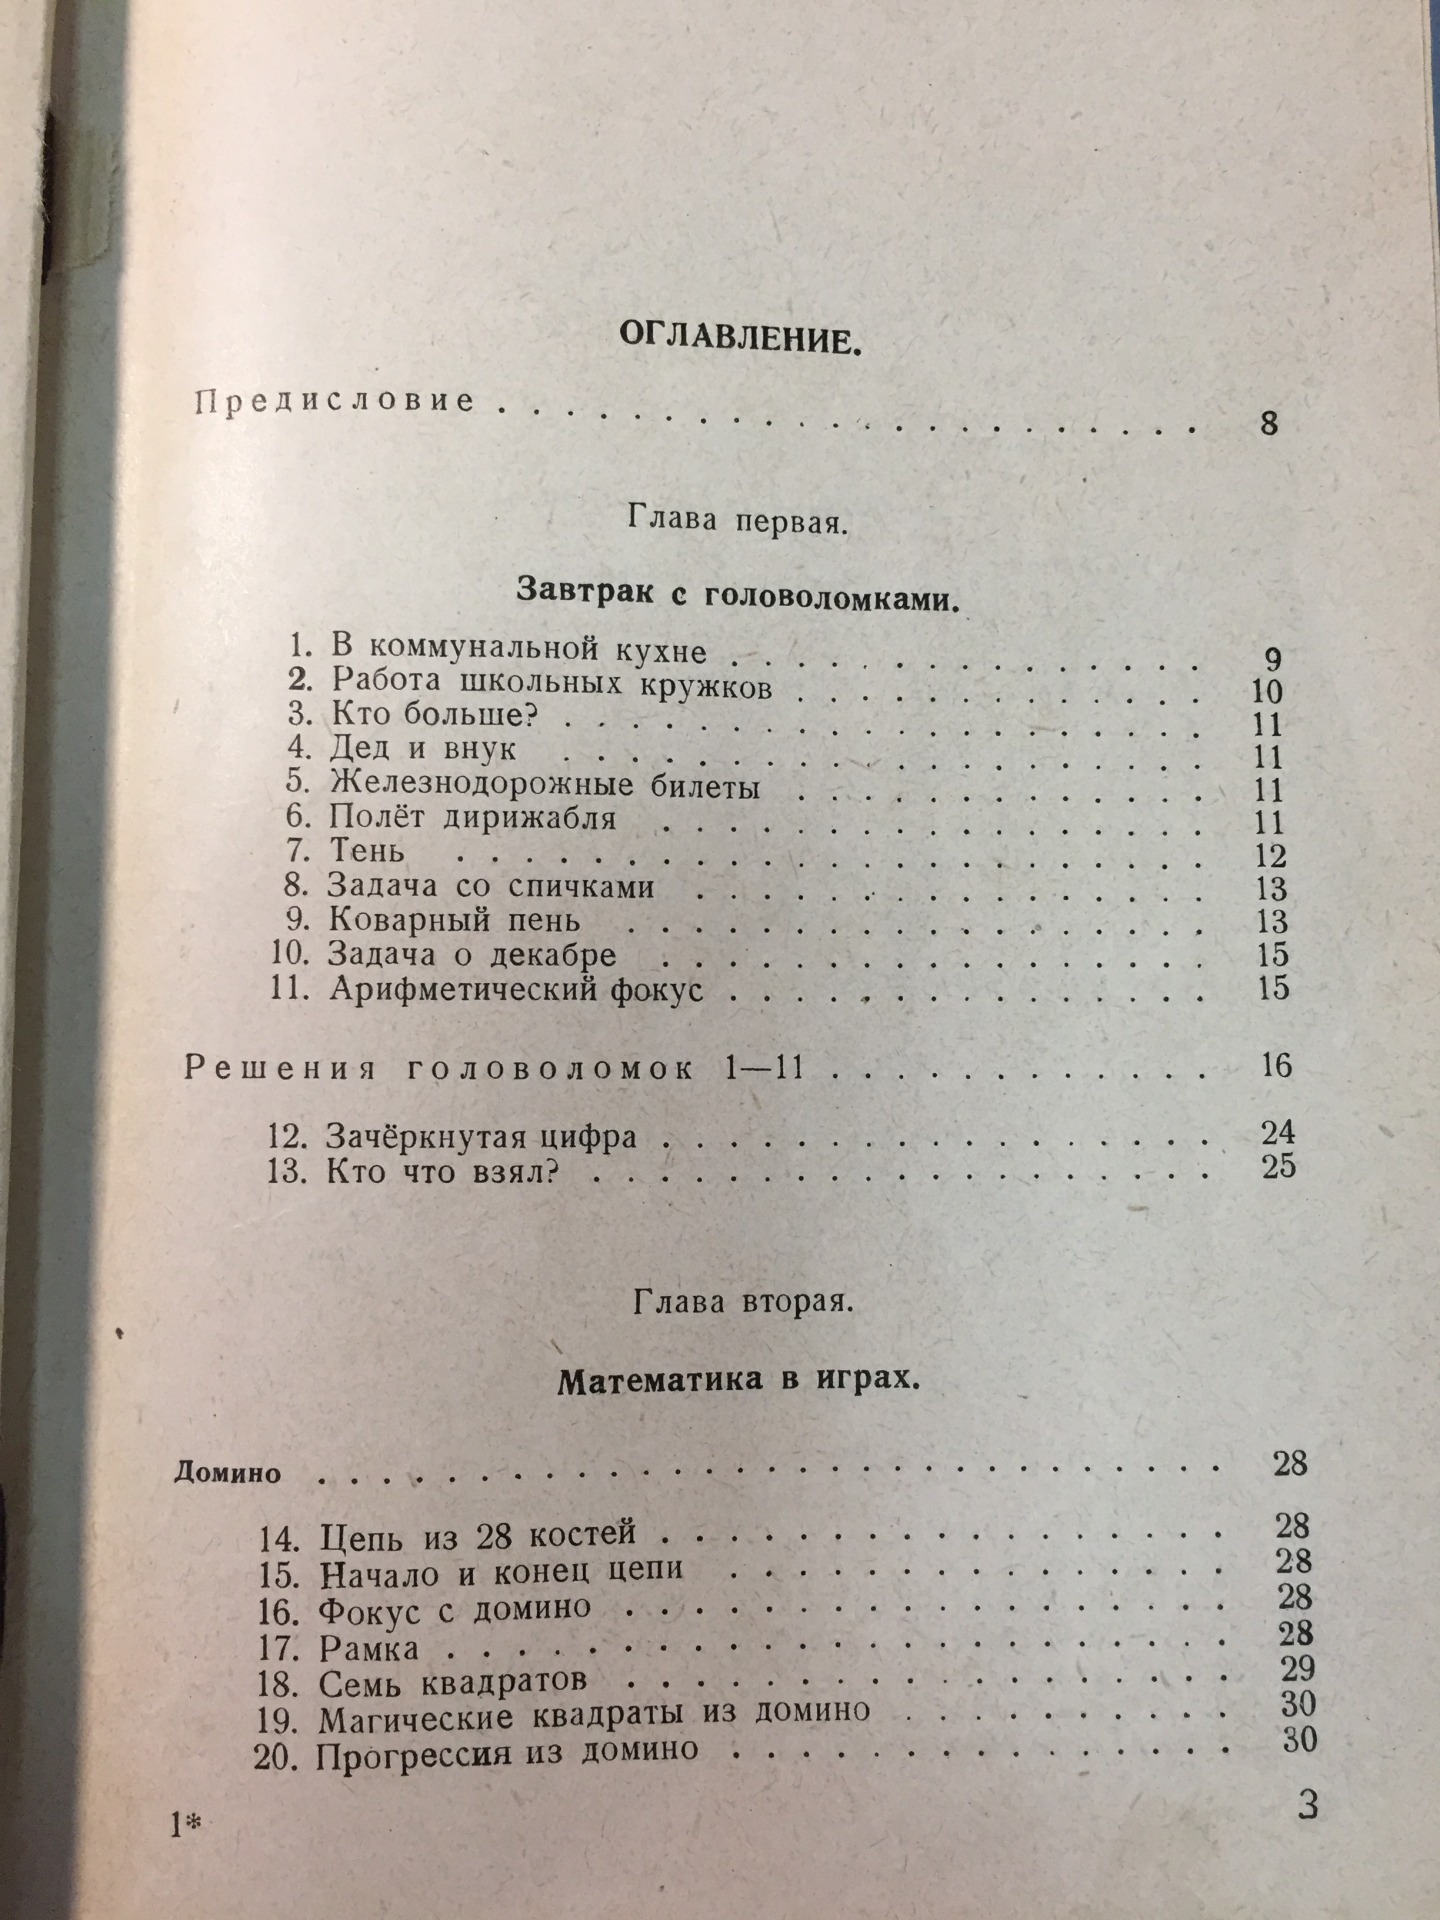 ОГЛАВЛЕНИЕ.
Предисловие . . . . . . . . . . . . . . . . . . . . . . 8
Глава первая.
Завтрак с головоломками.
1. В коммунальной кухне . . . . . . . . . . . . . . 9
2. Работа школьных кружков . . . . . . . . . . . . 10
3. Кто больше? . . . . . . . . . . . . . . . . . . . 11
4. Дед и внук . . . . . . . . . . . . . . . . . . . 11
5. Железнодорожные билеты . . . . . . . . . . . . 11
6. Полёт дирижабля . . . . . . . . . . . . . . . . 11
7. Тень . . . . . . . . . . . . . . . . . . . . . . 12
8. Задача со спичками . . . . . . . . . . . . . . . 13
9. Коварный пень . . . . . . . . . . . . . . . . . 13
10. Задача о декабре . . . . . . . . . . . . . . . . 15
11. Арифметический фокус . . . . . . . . . . . . . . 15
Решения головоломок 1—11 . . . . . . . . . . . . 16
12. Зачёркнутая цифра . . . . . . . . . . . . . . . . 24
13. Кто что взял? . . . . . . . . . . . . . . . . . . 25
Глава вторая.
Математика в играх.
Домино . . . . . . . . . . . . . . . . . . . . . . . . . . . . 28
14. Цепь из 28 костей . . . . . . . . . . . . . . . . . 28
15. Начало и конец цепи . . . . . . . . . . . . . . . 28
16. Фокус с домино . . . . . . . . . . . . . . . . . . 28
17. Рамка . . . . . . . . . . . . . . . . . . . . . . . 28
18. Семь квадратов . . . . . . . . . . . . . . . . . . 29
19. Магические квадраты из домино . . . . . . . . . . 30
20. Прогрессия из домино . . . . . . . . . . . . . . . 30
1* 3